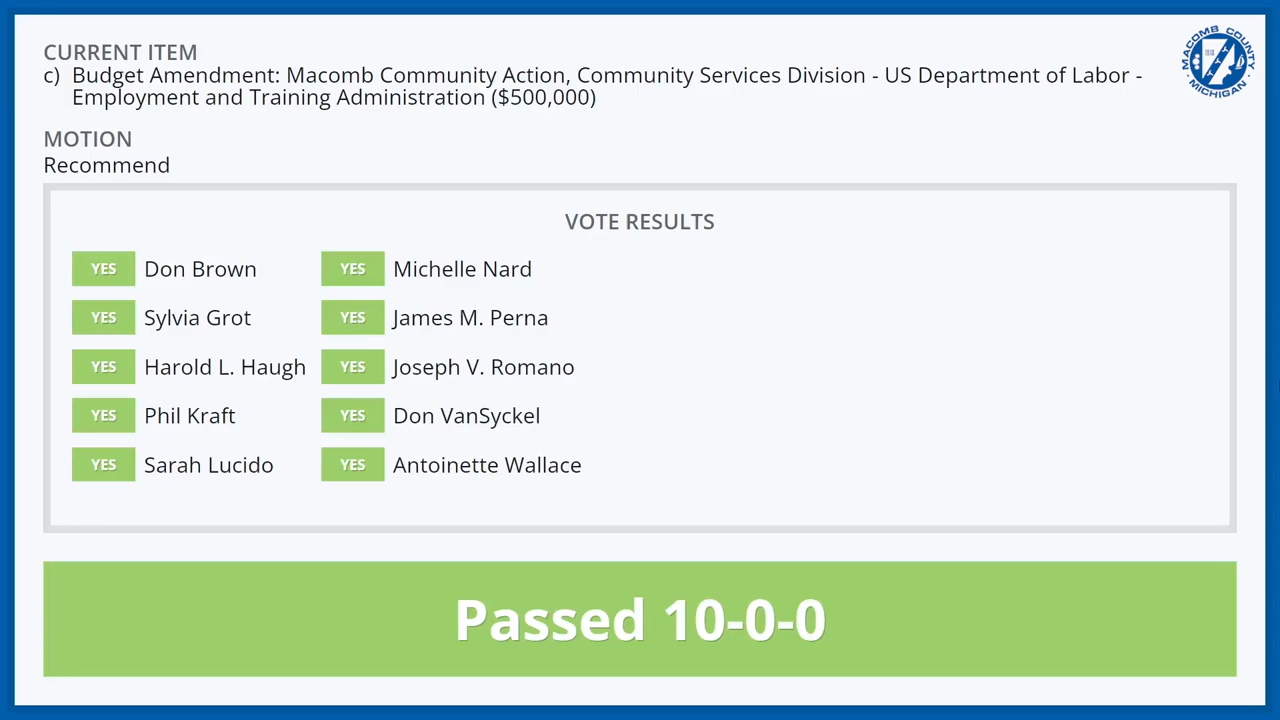 CURRENT ITEM
c) Budget Amendment: Macomb Community Action, Community Services Division - US Department of Labor -
Employment and Training Administration ($500,000)
MACOMB COUNTY
MICHIGAN
MOTION
Recommend
VOTE RESULTS
YES Don Brown YES Michelle Nard
YES Sylvia Grot YES James M. Perna
YES Harold L. Haugh YES Joseph V. Romano
YES Phil Kraft YES Don VanSyckel
YES Sarah Lucido YES Antoinette Wallace
Passed 10-0-0